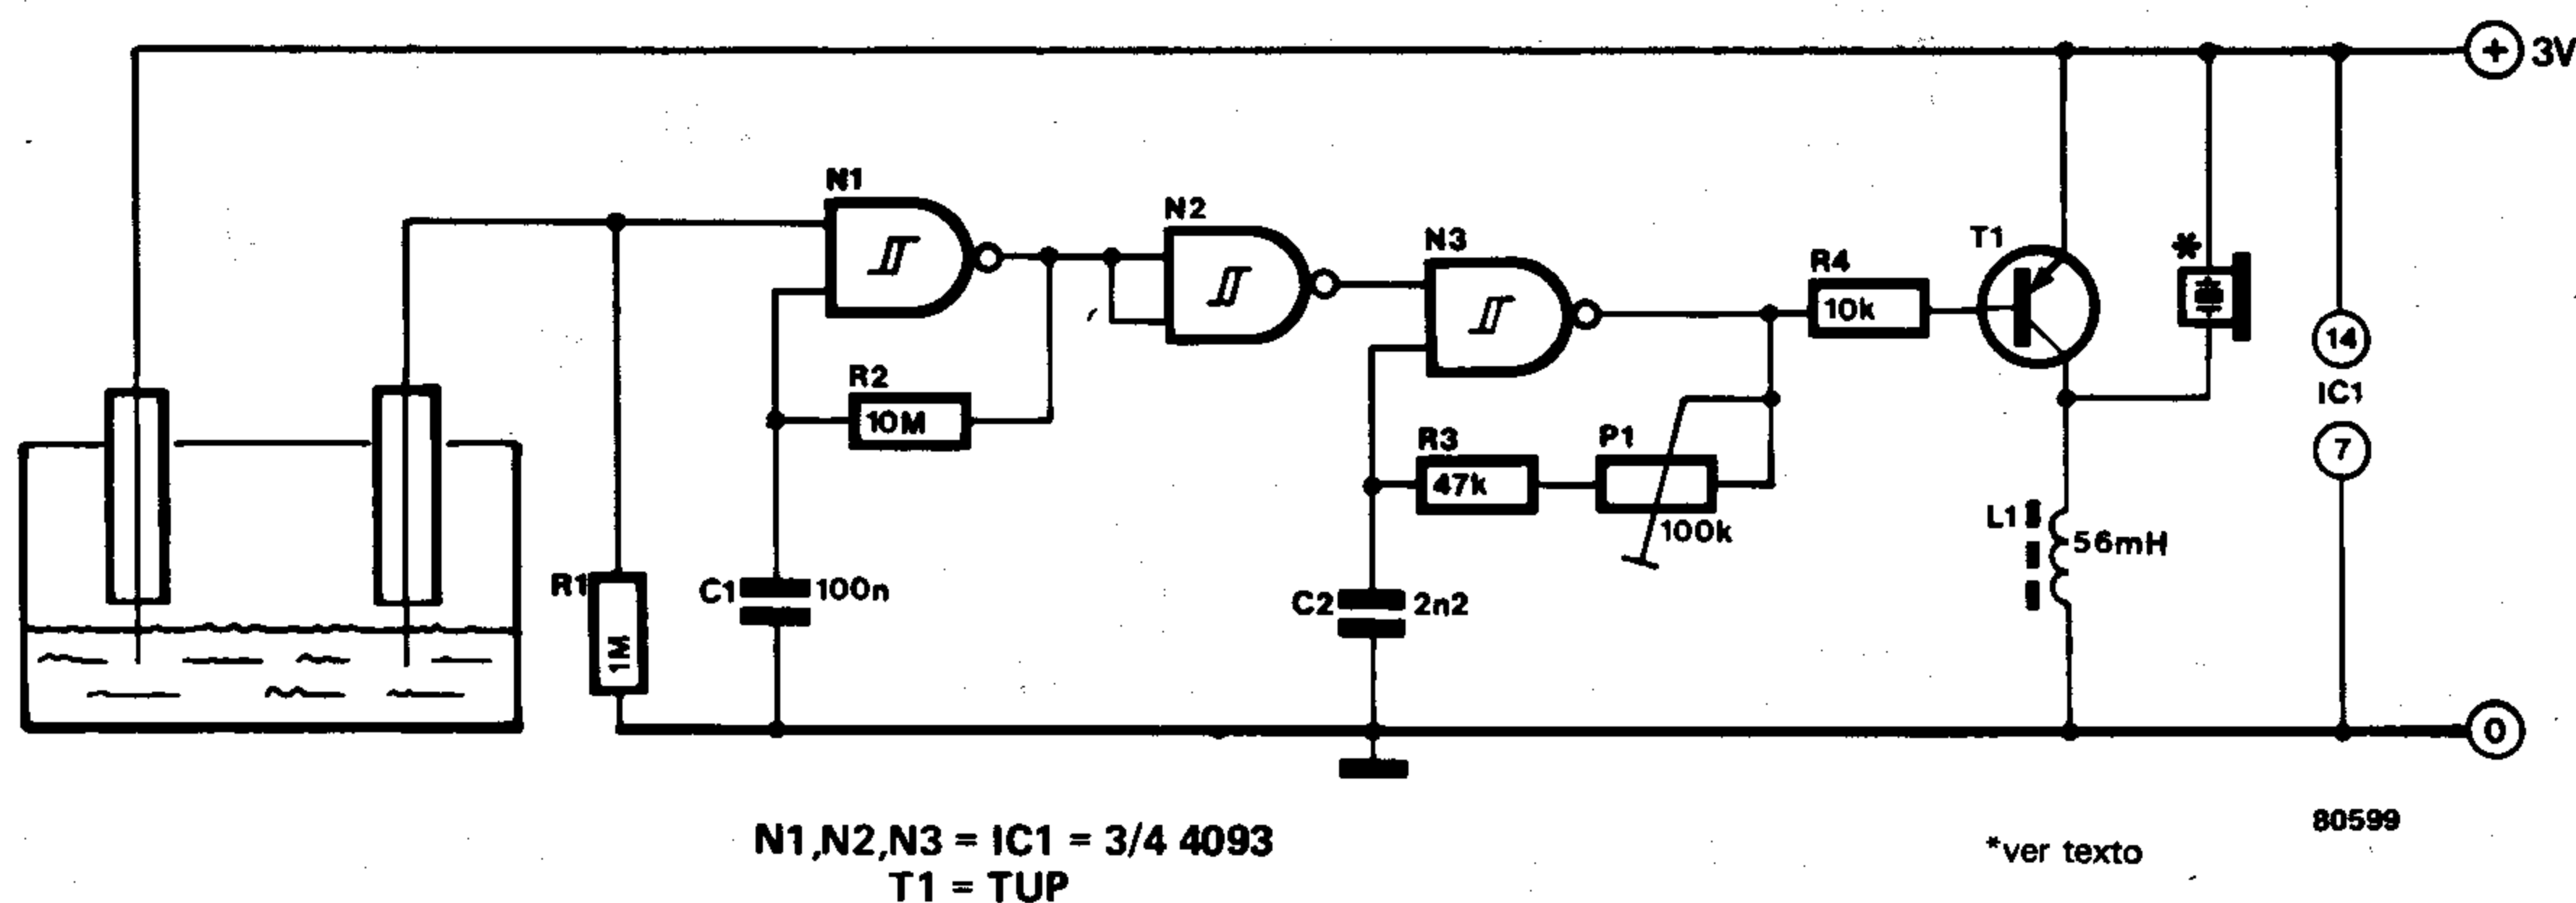 + 3V
N1
N2
N3
T1
*
R4
10k
14
IC1
7
R2
10M
R3
47k
P1
100k
L1
56mH
R1
1M
C1
100n
C2
2n2
0
80599
N1,N2,N3 = IC1 = 3/4 4093
T1 = TUP
*ver texto